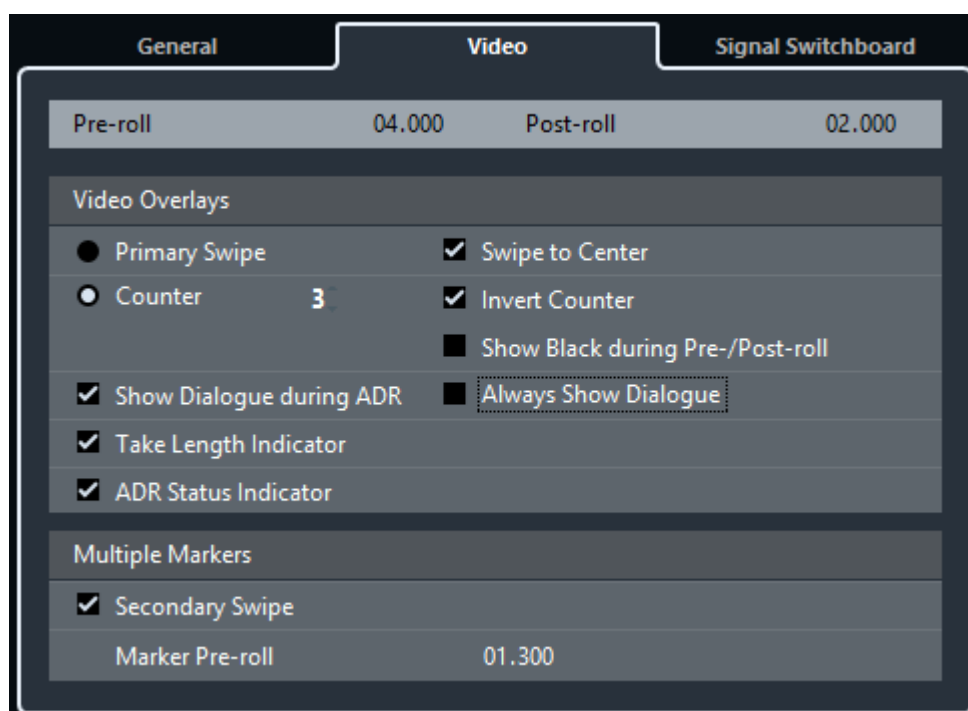 General Video Signal Switchboard
Pre-roll 04.000 Post-roll 02.000
Video Overlays
Primary Swipe Swipe to Center
Counter 3 Invert Counter
Show Black during Pre-/Post-roll
Show Dialogue during ADR Always Show Dialogue
Take Length Indicator
ADR Status Indicator
Multiple Markers
Secondary Swipe
Marker Pre-roll 01.300